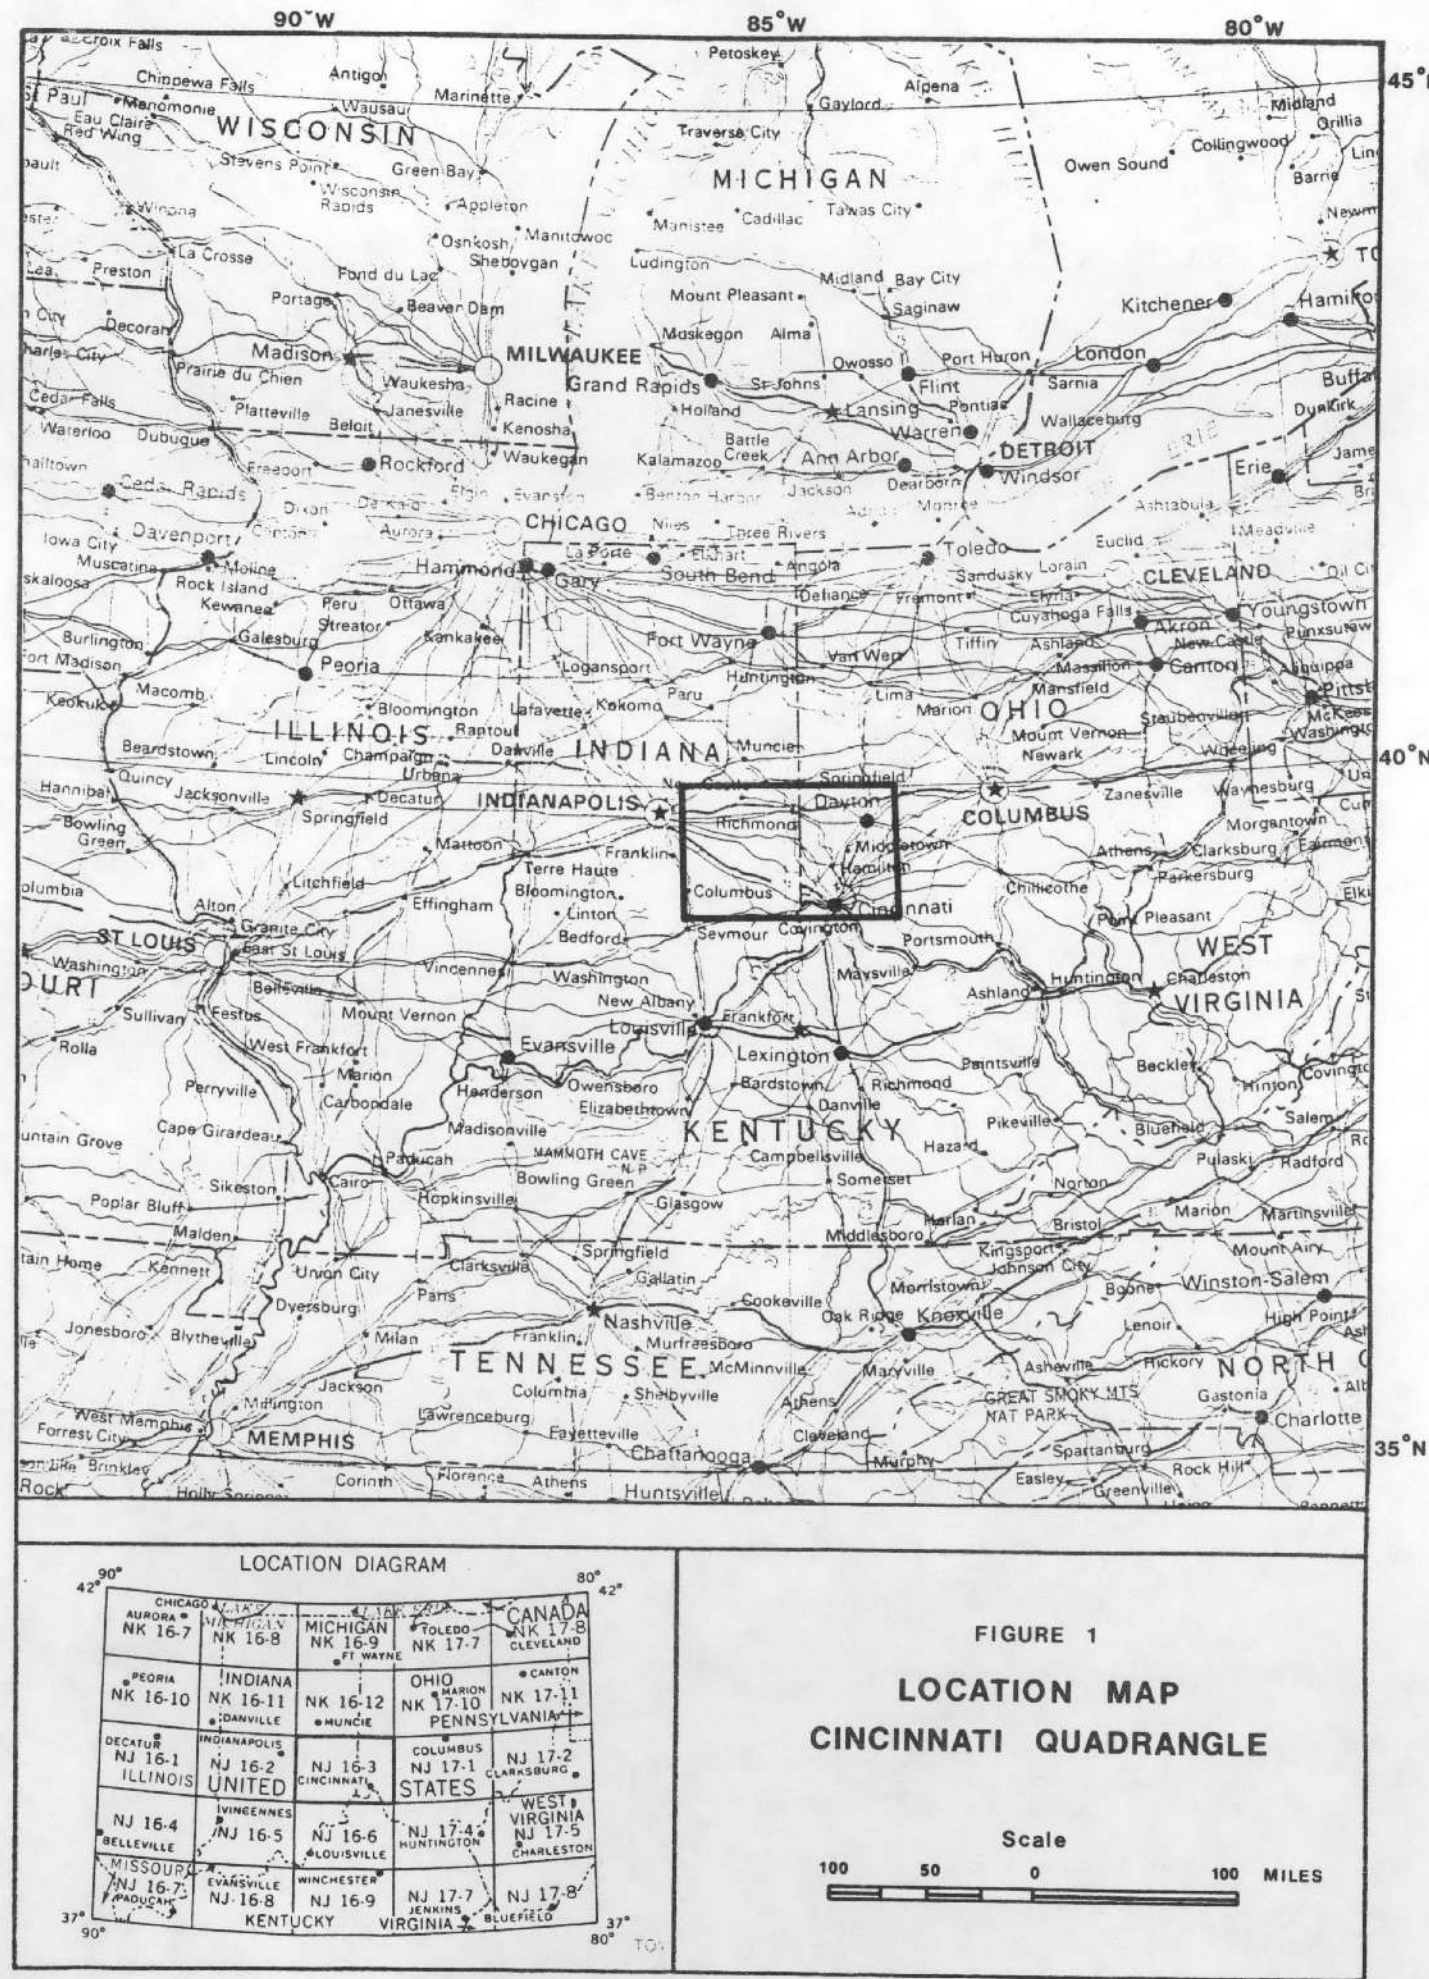 90°W 85°W 80°W
Croix Falls Petoskey
Chippewa Falls Antigo Alpena 45°
St Paul Menomonie Wausau Marinette Gaylord Midland
Eau Claire
Red Wing WISCONSIN Traverse City Orillia
Stevens Point Green Bay Owen Sound Collingwood
Wisconsin Rapids MICHIGAN Barrie
Winona Appleton Manistee Cadillac Tawas City
Oshkosh Manitowoc
La Crosse Sheboygan Ludington
Preston Fond du Lac Midland Bay City
Portage Beaver Dam Mount Pleasant Saginaw Kitchener
Decorah Muskegon Alma
Madison MILWAUKEE Owosso Port Huron London
Prairie du Chien Waukesha Grand Rapids St Johns Flint Sarnia
Cedar Falls Platteville Janesville Racine Holland Lansing Pontiac Wallaceburg Dunkirk
Waterloo Dubuque Beloit Kenosha Battle Creek Warren DETROIT ERIE
Freeport Rockford Waukegan Kalamazoo Ann Arbor Windsor Erie
Cedar Rapids Elgin Evanston Benton Harbor Jackson Dearborn
Dixon De Kalb Monroe Ashtabula
Davenport Aurora CHICAGO Niles Three Rivers Meadville
Iowa City La Porte Elkhart Angola Toledo Euclid
Muscatine Moline Hammond Gary South Bend Sandusky Lorain CLEVELAND
Rock Island
Kewanee Peru Ottawa Defiance Fremont Elyria Youngstown
Streator Cuyahoga Falls Akron
Burlington Galesburg Kankakee Fort Wayne Tiffin Ashland New Castle Punxsutaw
Fort Madison Peoria Logansport Van Wert Massillon Canton Aliquippa
Macomb Huntington Lima Mansfield
Keokuk Bloomington Lafayette Kokomo Peru Marion OHIO Steubenville
ILLINOIS Rantoul INDIANA Muncie Mount Vernon
Beardstown Lincoln Champaign Danville Newark Wheeling
Urbana 40°N
Quincy Jacksonville Decatur INDIANAPOLIS Springfield Zanesville Waynesburg
Hannibal Springfield Dayton COLUMBUS
Bowling Green Richmond Morgantown
Mattoon Franklin Middletown Athens Clarksburg Fairmont
Terre Haute Hamilton Parkersburg
Litchfield Bloomington Columbus Chillicothe
Alton Effingham Linton Cincinnati Point Pleasant
Granite City Bedford Seymour Covington Portsmouth WEST
ST LOUIS East St Louis
Washington Vincennes Washington Maysville Huntington Charleston
Belleville New Albany Ashland VIRGINIA
Sullivan Festus Mount Vernon Louisville Frankfort
Rolla West Frankfort Evansville Lexington Paintsville Beckley
Marion Owensboro Bardstown Richmond Hinton
Perryville Carbondale Henderson Elizabethtown Danville
Cape Girardeau Madisonville KENTUCKY Pikeville Bluefield Salem
Paducah MAMMOTH CAVE N P Campbellsville Hazard Pulaski Radford
Sikeston Cairo Bowling Green Somerset Norton
Poplar Bluff Hopkinsville Glasgow Marion Martinsville
Malden Harlan Bristol
Middlesboro Kingsport Mount Airy
Kennett Union City Clarksville Springfield Johnson City
Gallatin Morristown Boone Winston-Salem
Dyersburg Paris Cookeville Oak Ridge Knoxville
Jonesboro Blytheville Nashville Lenoir High Point
Milan Franklin Murfreesboro
TENNESSEE McMinnville Maryville Asheville Hickory NORTH C
Jackson Columbia Shelbyville GREAT SMOKY MTS NAT PARK Gastonia
Millington Athens
West Memphis MEMPHIS Lawrenceburg Fayetteville Cleveland Charlotte
Forrest City Chattanooga Spartanburg 35°N
Brinkley Corinth Florence Athens Murphy Easley Rock Hill
Huntsville Greenville
LOCATION DIAGRAM
90° 80°
42° 42°
CHICAGO
AURORA MICHIGAN MICHIGAN TOLEDO CANADA
NK 16-7 NK 16-8 NK 16-9 NK 17-7 NK 17-8
FT WAYNE CLEVELAND
PEORIA INDIANA OHIO CANTON
NK 16-10 NK 16-11 NK 16-12 MARION NK 17-10 NK 17-11
DANVILLE MUNCIE PENNSYLVANIA
DECATUR INDIANAPOLIS COLUMBUS
NJ 16-1 NJ 16-2 NJ 16-3 NJ 17-1 NJ 17-2
ILLINOIS UNITED CINCINNATI STATES CLARKSBURG
VINCENNES WEST VIRGINIA
NJ 16-4 NJ 16-5 NJ 16-6 NJ 17-4 NJ 17-5
BELLEVILLE LOUISVILLE HUNTINGTON CHARLESTON
MISSOURI EVANSVILLE WINCHESTER
NJ 16-7 NJ 16-8 NJ 16-9 NJ 17-7 NJ 17-8
PADUCAH JENKINS
KENTUCKY VIRGINIA BLUEFIELD
37° 37°
90° 80°
FIGURE 1
LOCATION MAP
CINCINNATI QUADRANGLE
Scale
100 50 0 100 MILES